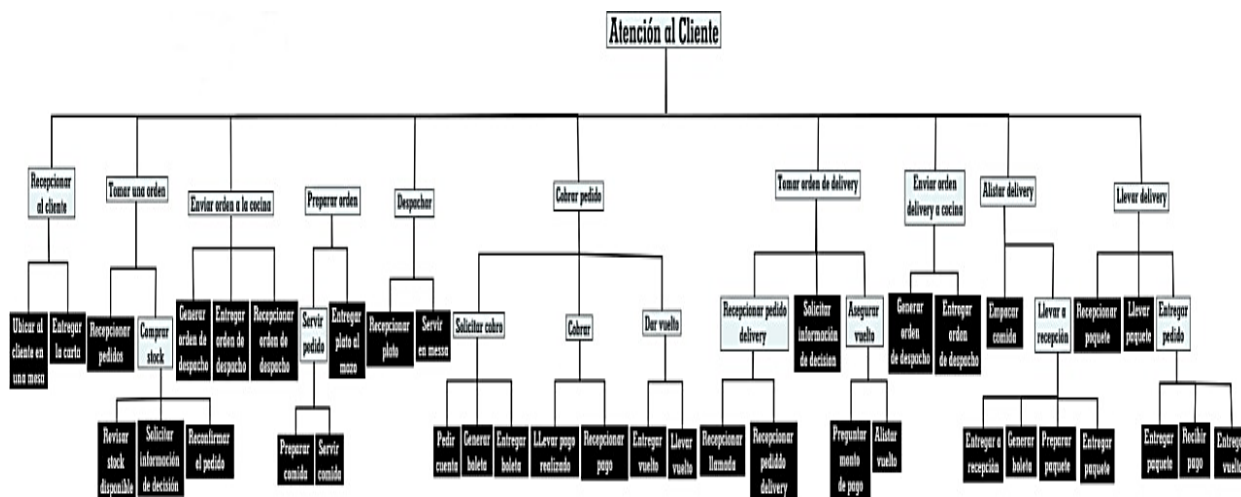 Atención al Cliente
Recepcionar
al cliente
Tomar una orden
Enviar orden a la cocina
Preparar orden
Despachar
Cobrar pedido
Tomar orden de delivery
Enviar orden
delivery a cocina
Alistar delivery
Llevar delivery
Ubicar al
cliente en
una mesa
Entregar
la carta
Recepcionar
pedidos
Comprar
stock
Generar
orden de
despacho
Entregar
orden de
despacho
Recepcionar
orden de
despacho
Servir
pedido
Entregar
plato al
mozo
Recepcionar
plato
Servir
en messa
Solicitar cobro
Cobrar
Dar vuelto
Recepcionar pedido
delivery
Solicitar
información
de decision
Asegurar
vuelto
Generar
orden
de despacho
Entregar
orden
de despacho
Empacar
comida
Llevar a
recepción
Recepcionar
paquete
Llevar
paquete
Entregar
pedido
Revisar
stock
disponible
Solicitar
información
de decisión
Reconfirmar
el pedido
Preparar
comida
Servir
comida
Pedir
cuenta
Generar
boleta
Entregar
boleta
LLevar pago
realizado
Recepcionar
pago
Entregar
vuelto
Llevar
vuelto
Recepcionar
llamada
Recepcionar
pediddo
delivery
Preguntar
monto
de pago
Alistar
vuelto
Entregar a
recepción
Generar
boleta
Preparar
paquete
Entregar
paquete
Entregar
paquete
Recibir
pago
Entregar
vuelto